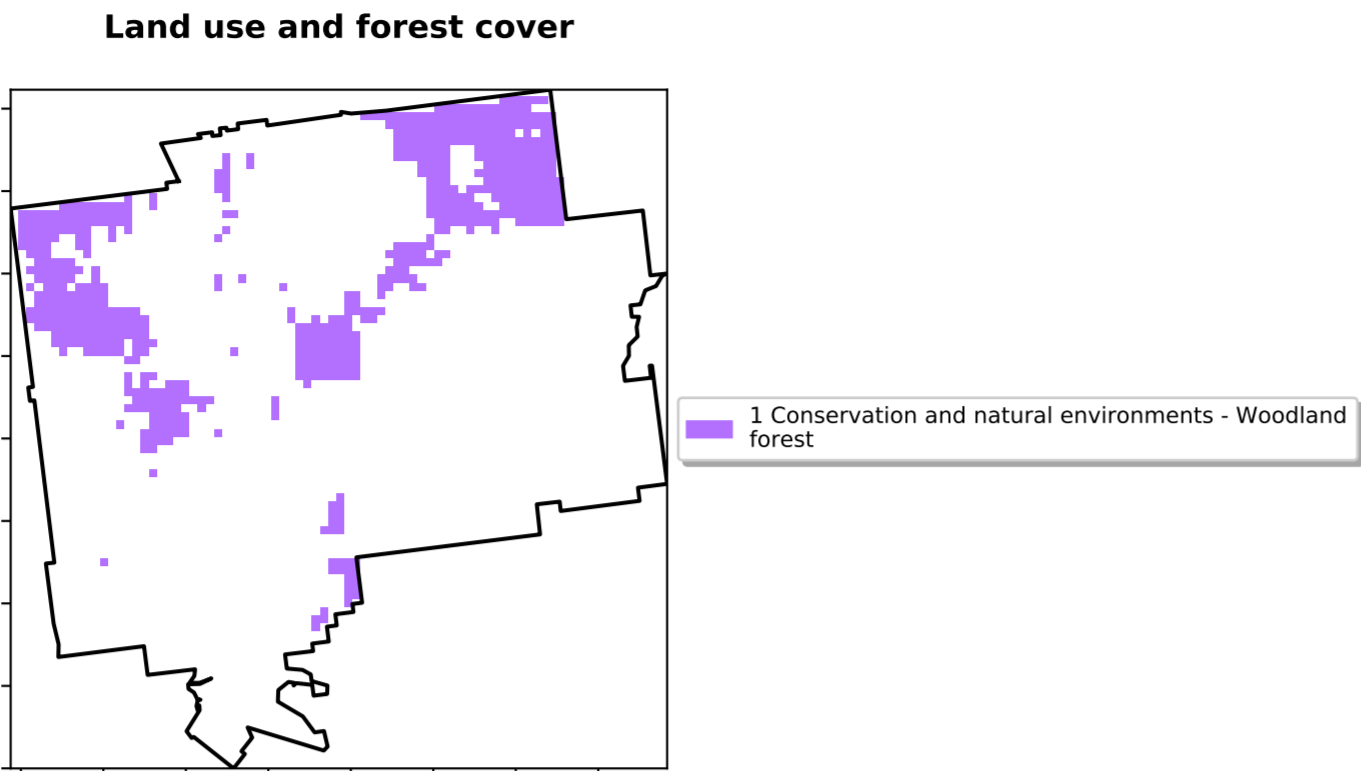 Land use and forest cover
1 Conservation and natural environments - Woodland
forest